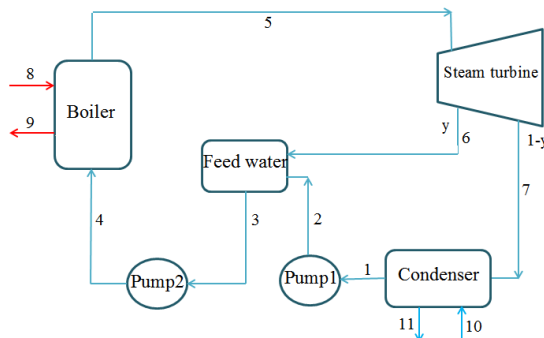 5
Steam turbine
8
Boiler
9
y
6
1-y
Feed water
7
4
3
2
Pump2
Pump1
1
Condenser
11
10